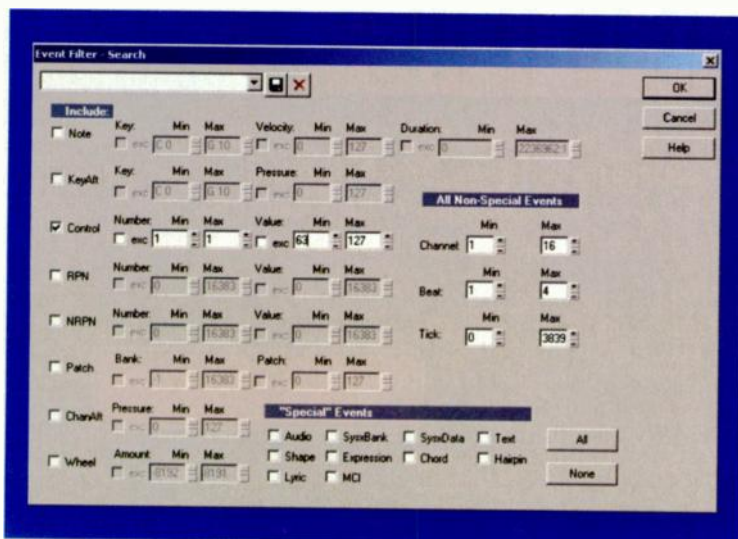 Event Filter - Search
OK
Cancel
Help
Include:
Key: Min Max Velocity: Min Max Duration: Min Max
Note exc C 0 G 10 exc 0 127 exc 0
Key: Min Max Pressure: Min Max
KeyAft exc C 0 G 10 exc 0 127
All Non-Special Events
Number: Min Max Value: Min Max
Control exc 1 1 exc 63 127
Min Max
Channel: 1 16
Number: Min Max Value: Min Max
RPN exc 0 16383 exc 0 16383
Min Max
Beat: 1 4
Number: Min Max Value: Min Max
NRPN exc 0 16383 exc 0 16383
Min Max
Tick: 0 3839
Bank: Min Max Patch: Min Max
Patch exc -1 16383 exc 0 127
Pressure: Min Max
ChanAft exc 0 127
"Special" Events
Audio SysxBank SysxData Text All
Shape Expression Chord Hairpin
Amount: Min Max
Wheel exc -8192 8191
Lyric MCI None